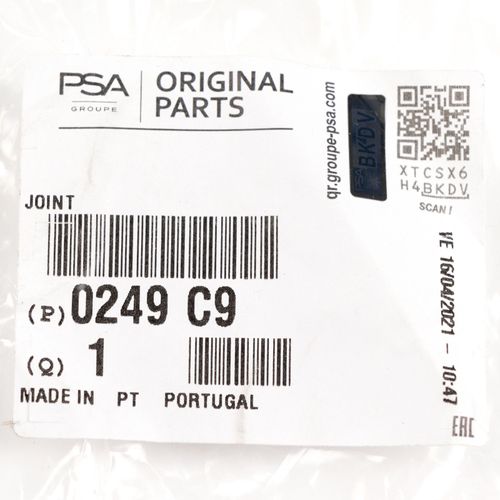 PSA
GROUPE
ORIGINAL
PARTS
qr.groupe-psa.com
PSA
BKDV
XTCSX6
H4BKDV
SCAN !
JOINT
(P) 0249 C9
(Q) 1
MADE IN PT PORTUGAL
VE 16/04/2021 - 10:47
EAC